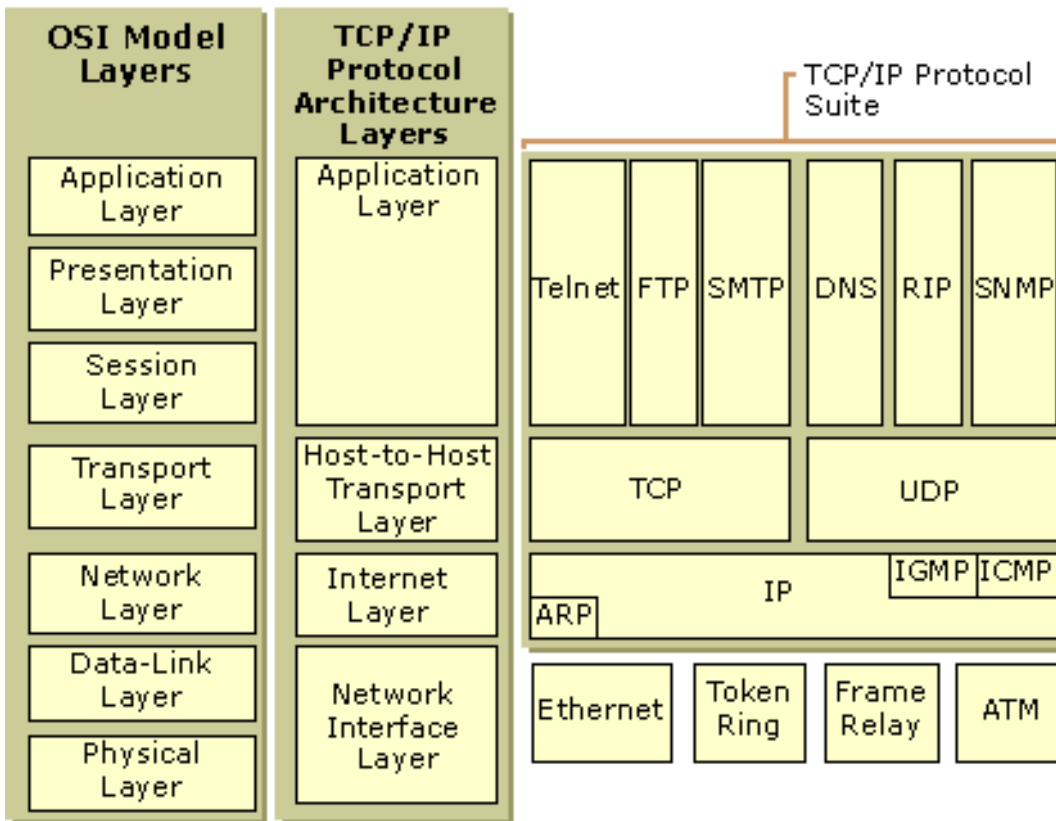 OSI Model
Layers
TCP/IP
Protocol
Architecture
Layers
TCP/IP Protocol
Suite
Application
Layer
Presentation
Layer
Session
Layer
Transport
Layer
Network
Layer
Data-Link
Layer
Physical
Layer
Application
Layer
Host-to-Host
Transport
Layer
Internet
Layer
Network
Interface
Layer
Telnet
FTP
SMTP
DNS
RIP
SNMP
TCP
UDP
IP
IGMP
ICMP
ARP
Ethernet
Token
Ring
Frame
Relay
ATM